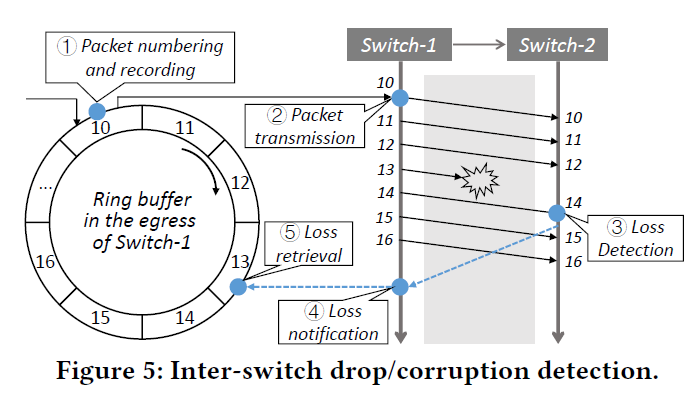 ① Packet numbering
and recording
Switch-1
Switch-2
10
② Packet
transmission
10
11
12
13
14
15
16
10
11
12
14
15
16
③ Loss
Detection
④ Loss
notification
⑤ Loss
retrieval
11
12
13
14
15
16
...
Ring buffer
in the egress
of Switch-1
Figure 5: Inter-switch drop/corruption detection.